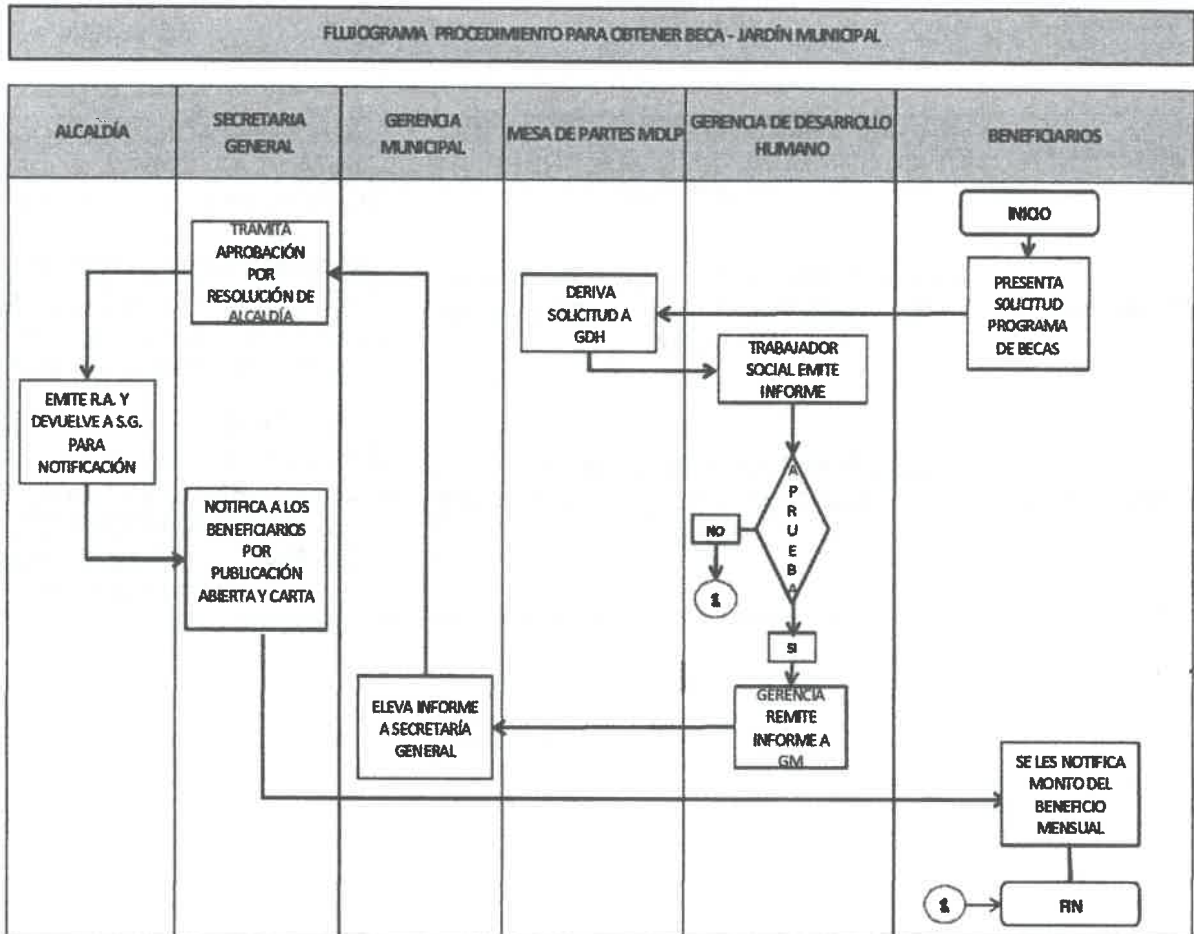 FLUJOGRAMA PROCEDIMIENTO PARA OBTENER BECA - JARDÍN MUNICIPAL
ALCALDÍA
SECRETARIA
GENERAL
GERENCIA
MUNICIPAL
MESA DE PARTES MDLP
GERENCIA DE DESARROLLO
HUMANO
BENEFICIARIOS
INICIO
PRESENTA
SOLICITUD
PROGRAMA
DE BECAS
DERIVA
SOLICITUD A
GDH
TRABAJADOR
SOCIAL EMITE
INFORME
A
P
R
U
E
B
A
NO
1
SI
GERENCIA
REMITE
INFORME A
GM
ELEVA INFORME
A SECRETARÍA
GENERAL
TRAMITA
APROBACIÓN
POR
RESOLUCIÓN DE
ALCALDÍA
EMITE R.A. Y
DEVUELVE A S.G.
PARA
NOTIFICACIÓN
NOTIFICA A LOS
BENEFICIARIOS
POR
PUBLICACIÓN
ABIERTA Y CARTA
SE LES NOTIFICA
MONTO DEL
BENEFICIO
MENSUAL
1
FIN